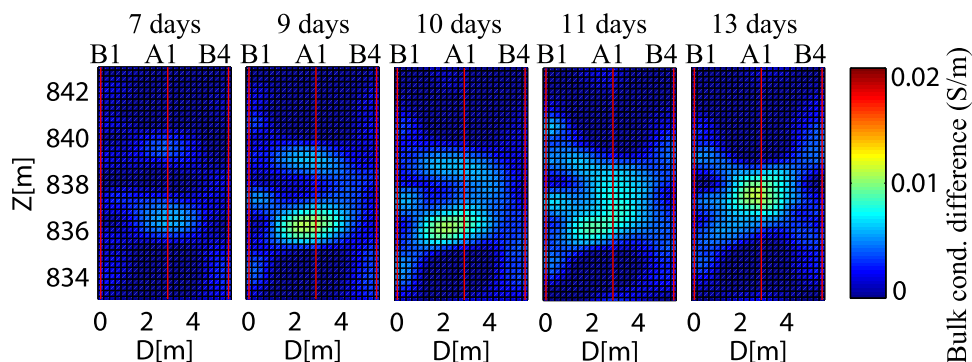 7 days 9 days 10 days 11 days 13 days
B1 A1 B4 B1 A1 B4 B1 A1 B4 B1 A1 B4 B1 A1 B4
842
840
838
836
834
Z[m]
0 2 4 0 2 4 0 2 4 0 2 4 0 2 4
D[m] D[m] D[m] D[m] D[m]
0.02
0.01
0
Bulk cond. difference (S/m)